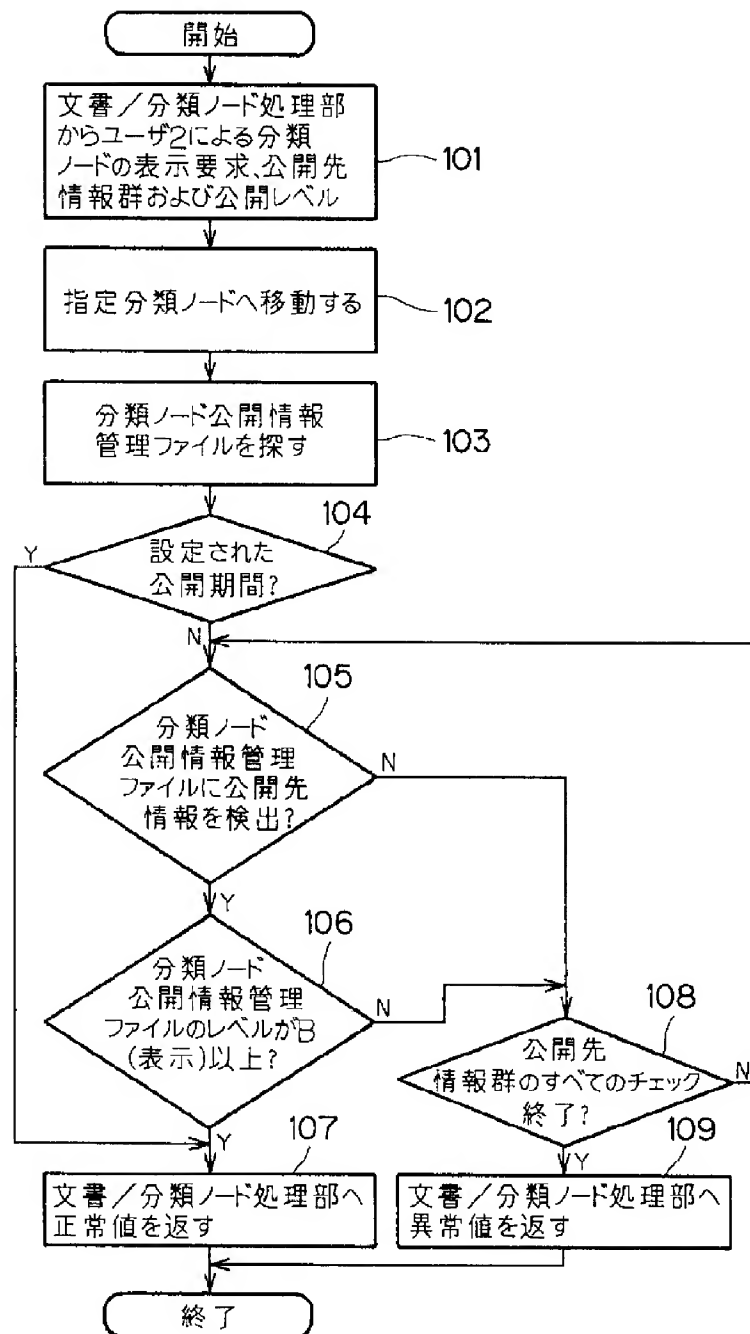 開始
文書／分類ノード処理部
からユーザ2による分類
ノードの表示要求、公開先
情報群および公開レベル
101
指定分類ノードへ移動する
102
分類ノード公開情報
管理ファイルを探す
103
104
設定された
公開期間?
Y
N
105
分類ノード
公開情報管理
ファイルに公開先
情報を検出?
N
Y
106
分類ノード
公開情報管理
ファイルのレベルがB
(表示)以上?
N
Y
108
公開先
情報群のすべてのチェック
終了?
N
Y
107
文書／分類ノード処理部へ
正常値を返す
109
文書／分類ノード処理部へ
異常値を返す
終了